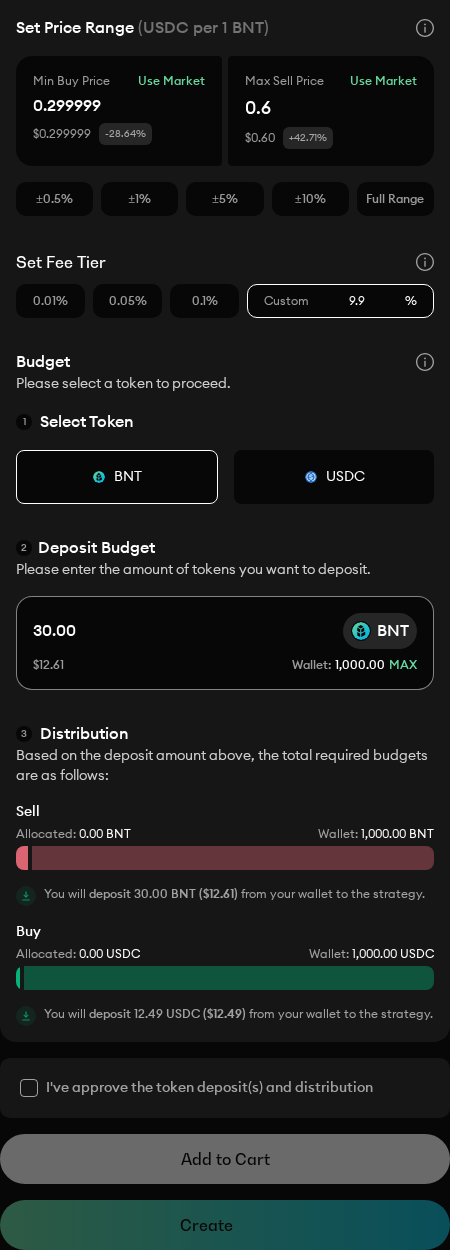 Set Price Range (USDC per 1 BNT)
Min Buy Price Use Market
0.299999
$0.299999 -28.64%
Max Sell Price Use Market
0.6
$0.60 +42.71%
±0.5% ±1% ±5% ±10% Full Range
Set Fee Tier
0.01% 0.05% 0.1% Custom 9.9 %
Budget
Please select a token to proceed.
1 Select Token
BNT USDC
2 Deposit Budget
Please enter the amount of tokens you want to deposit.
30.00 BNT
$12.61 Wallet: 1,000.00 MAX
3 Distribution
Based on the deposit amount above, the total required budgets
are as follows:
Sell
Allocated: 0.00 BNT Wallet: 1,000.00 BNT
You will deposit 30.00 BNT ($12.61) from your wallet to the strategy.
Buy
Allocated: 0.00 USDC Wallet: 1,000.00 USDC
You will deposit 12.49 USDC ($12.49) from your wallet to the strategy.
I've approve the token deposit(s) and distribution
Add to Cart
Create